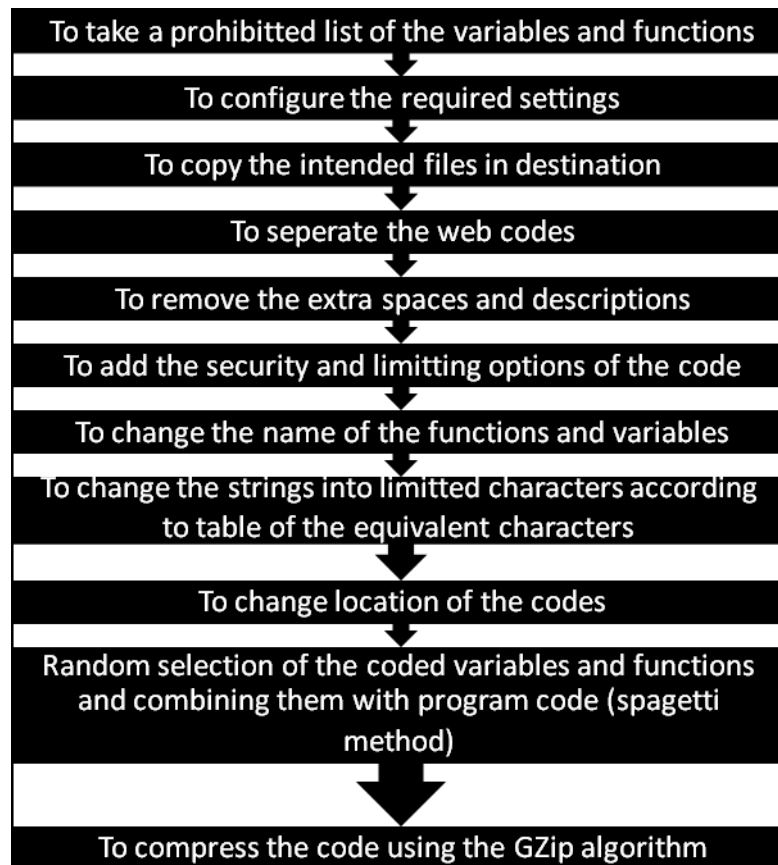 To take a prohibitted list of the variables and functions
To configure the required settings
To copy the intended files in destination
To seperate the web codes
To remove the extra spaces and descriptions
To add the security and limitting options of the code
To change the name of the functions and variables
To change the strings into limitted characters according
to table of the equivalent characters
To change location of the codes
Random selection of the coded variables and functions
and combining them with program code (spagetti
method)
To compress the code using the GZip algorithm